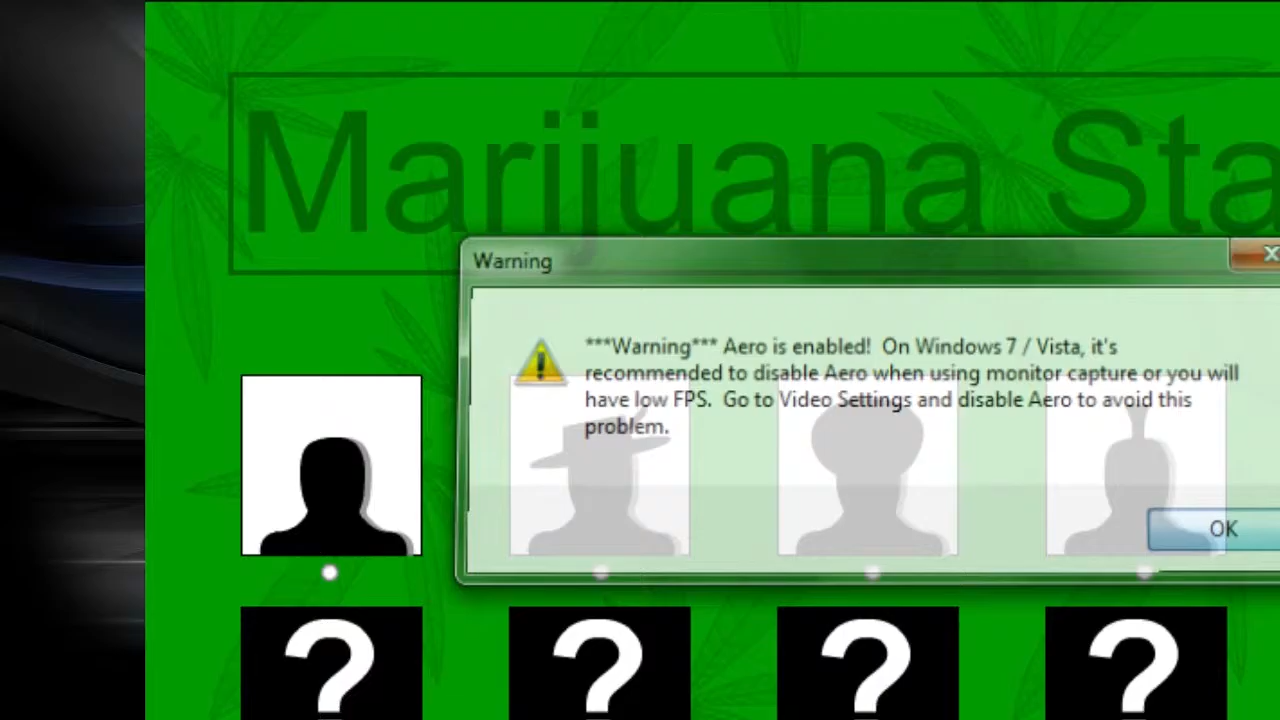 Marijuana Sta
Warning
***Warning*** Aero is enabled!  On Windows 7 / Vista, it's
recommended to disable Aero when using monitor capture or you will
have low FPS.  Go to Video Settings and disable Aero to avoid this
problem.
OK
? ? ? ?